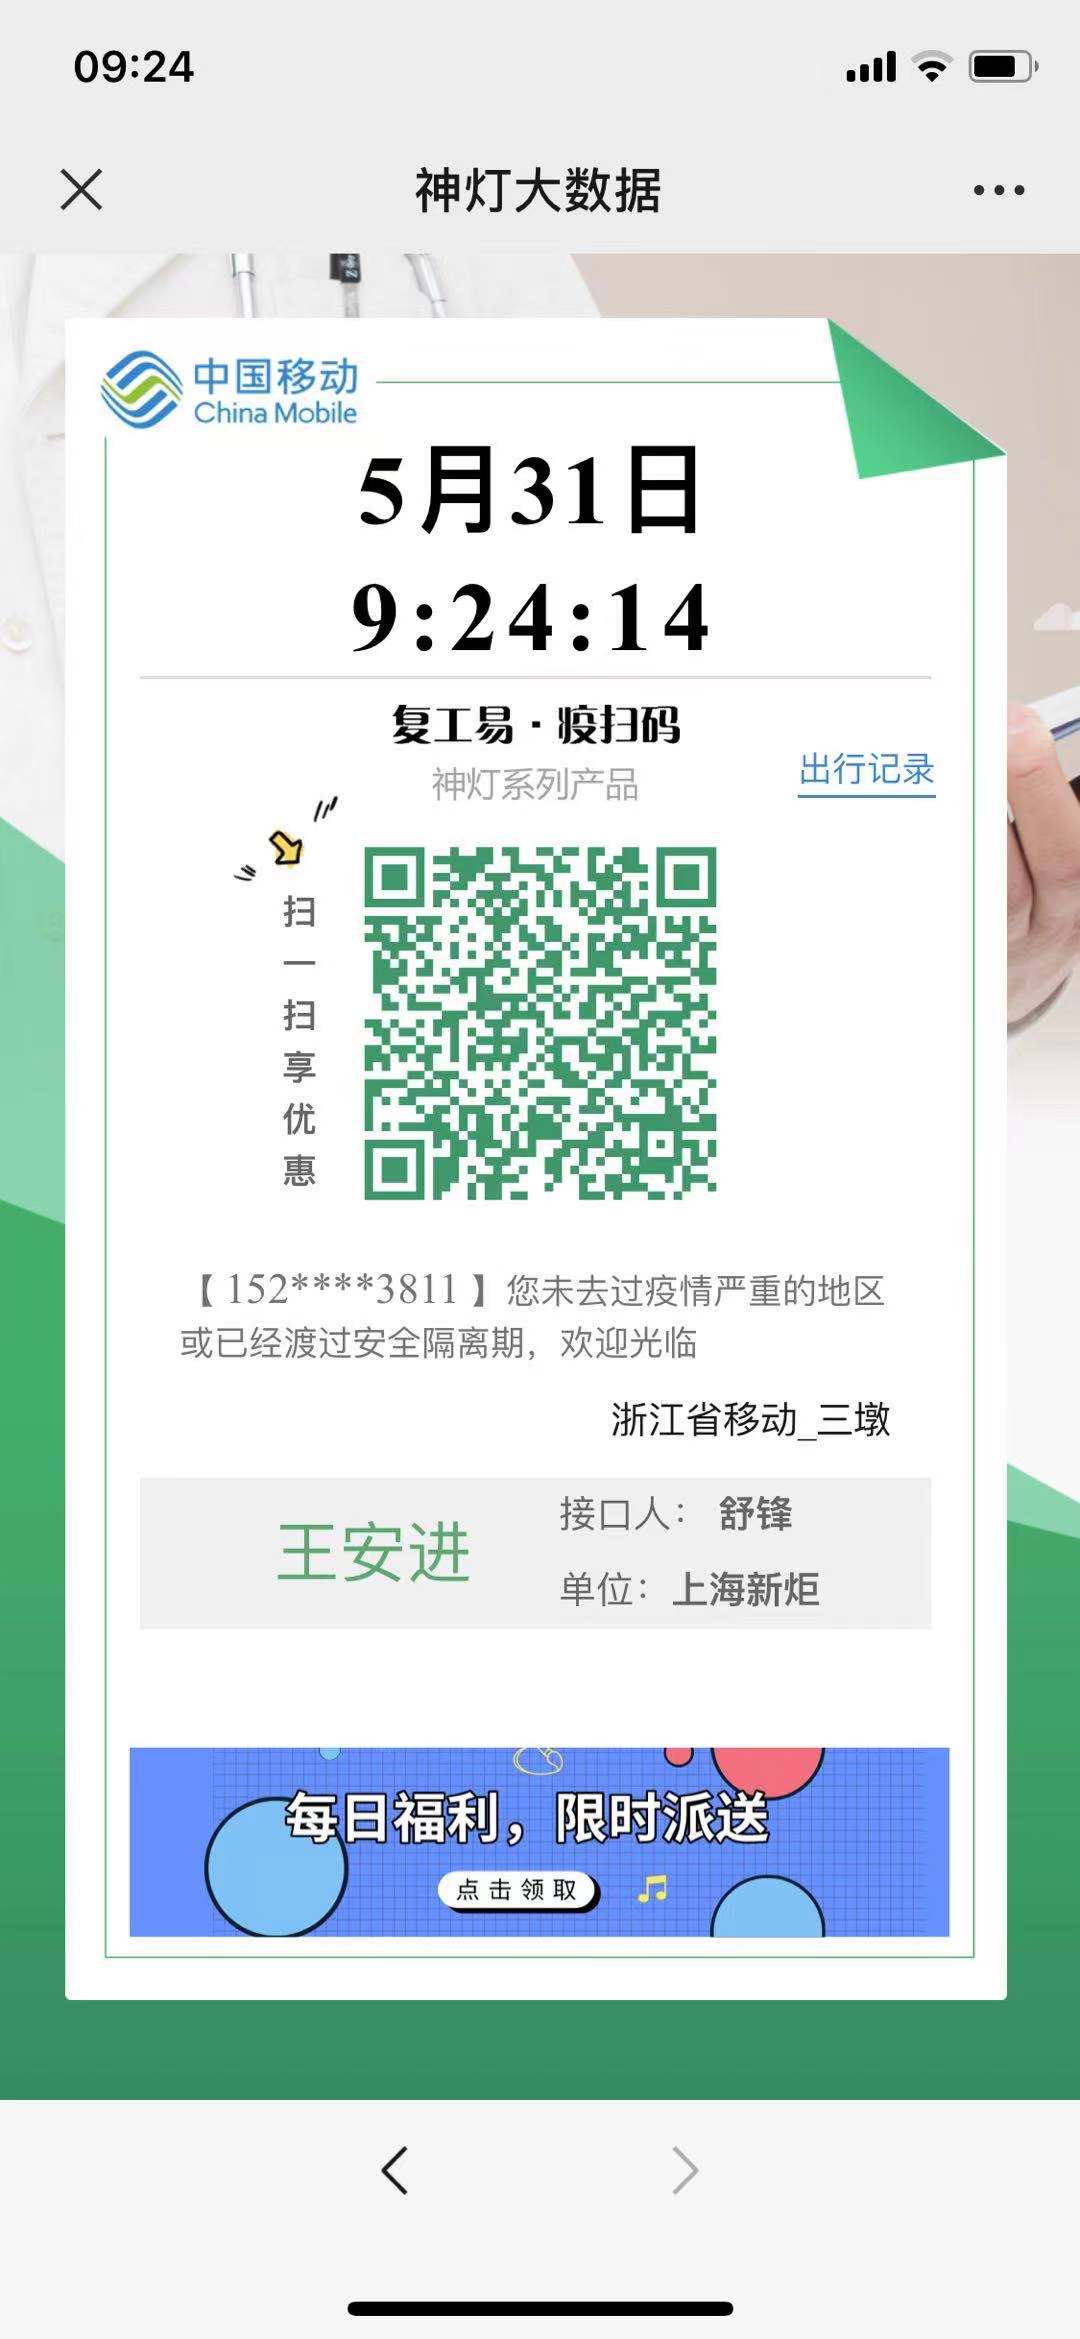 09:24
神灯大数据
中国移动
China Mobile
5月31日
9:24:14
复工易·疫扫码
神灯系列产品
出行记录
扫一扫享优惠
【 152****3811 】您未去过疫情严重的地区
或已经渡过安全隔离期，欢迎光临
浙江省移动_三墩
王安进
接口人： 舒锋
单位：上海新炬
每日福利，限时派送
点击领取